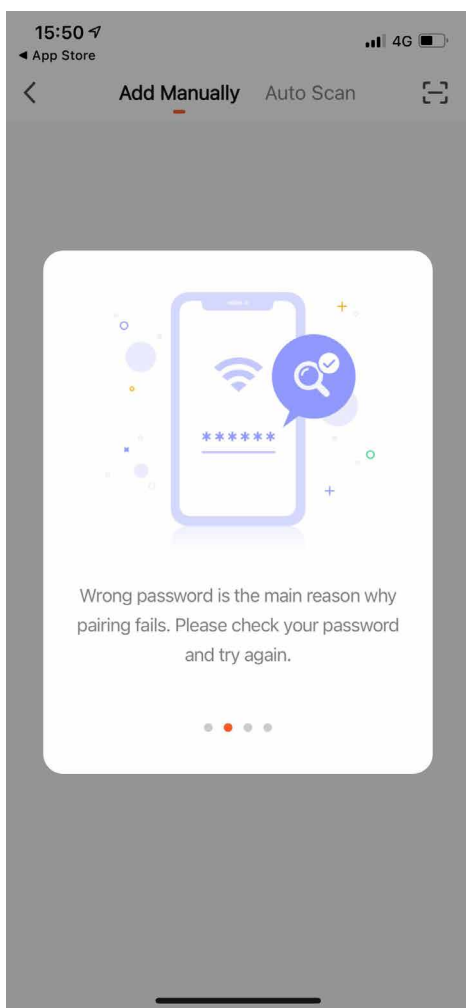 15:50
◀ App Store
4G
Add Manually Auto Scan
******
Wrong password is the main reason why
pairing fails. Please check your password
and try again.